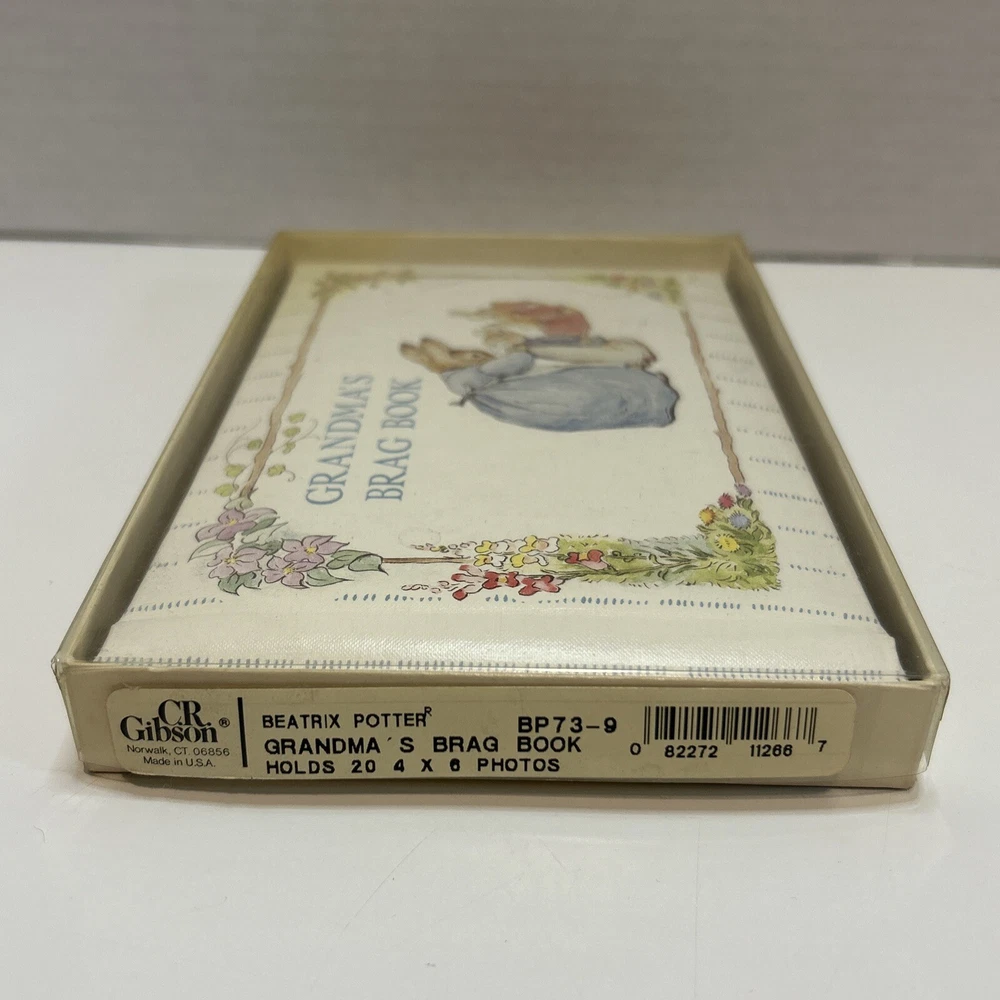 GRANDMA'S
BRAG BOOK
CR
Gibson®
Norwalk, CT. 06856
Made in U.S.A.
BEATRIX POTTER® BP73-9
GRANDMA'S BRAG BOOK
HOLDS 20 4 X 6 PHOTOS
0 82272 11266 7